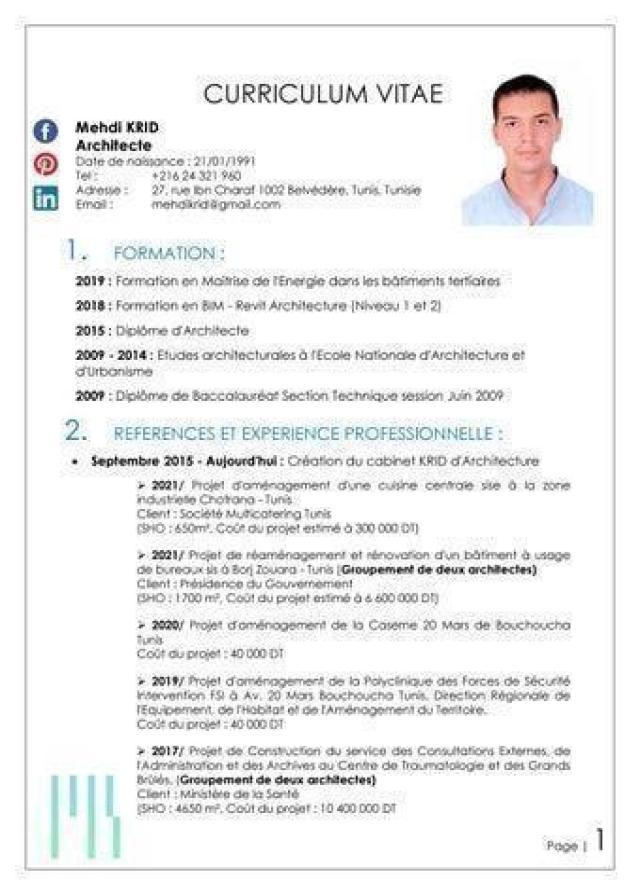 CURRICULUM VITAE
Mehdi KRID
Architecte
Date de naissance : 21/01/1991
Tel : +216 24 321 960
Adresse : 27, rue Ibn Charaf 1002 Belvédère, Tunis, Tunisie
Email : mehdikrid@gmail.com
1. FORMATION :
2019 : Formation en Maitrise de l'Energie dans les bâtiments tertiaires
2018 : Formation en BIM - Revit Architecture (Niveau 1 et 2)
2015 : Diplôme d'Architecte
2009 - 2014 : Etudes architecturales à l'Ecole Nationale d'Architecture et
d'Urbanisme
2009 : Diplôme de Baccalauréat Section Technique session Juin 2009
2. REFERENCES ET EXPERIENCE PROFESSIONNELLE :
• Septembre 2015 - Aujourd'hui : Création du cabinet KRID d'Architecture
➢ 2021/ Projet d'aménagement d'une cuisine centrale sise à la zone
industrielle Chotrana - Tunis
Client : Société Multicatering Tunis
(SHO : 650m², Coût du projet estimé à 300 000 DT)
➢ 2021/ Projet de réaménagement et rénovation d'un bâtiment à usage
de bureaux sis à Borj Zouara - Tunis (Groupement de deux architectes)
Client : Présidence du Gouvernement
(SHO : 1700 m², Coût du projet estimé à 6 600 000 DT)
➢ 2020/ Projet d'aménagement de la Caserne 20 Mars de Bouchoucha
Tunis
Coût du projet : 40 000 DT
➢ 2019/ Projet d'aménagement de la Polyclinique des Forces de Sécurité
Intervention FSI à Av. 20 Mars Bouchoucha Tunis. Direction Régionale de
l'Equipement, de l'Habitat et de l'Aménagement du Territoire.
Coût du projet : 40 000 DT
➢ 2017/ Projet de Construction du service des Consultations Externes, de
l'Administration et des Archives au Centre de Traumatologie et des Grands
Brûlés. (Groupement de deux architectes)
Client : Ministère de la Santé
(SHO : 4650 m², Coût du projet : 10 400 000 DT
Page | 1